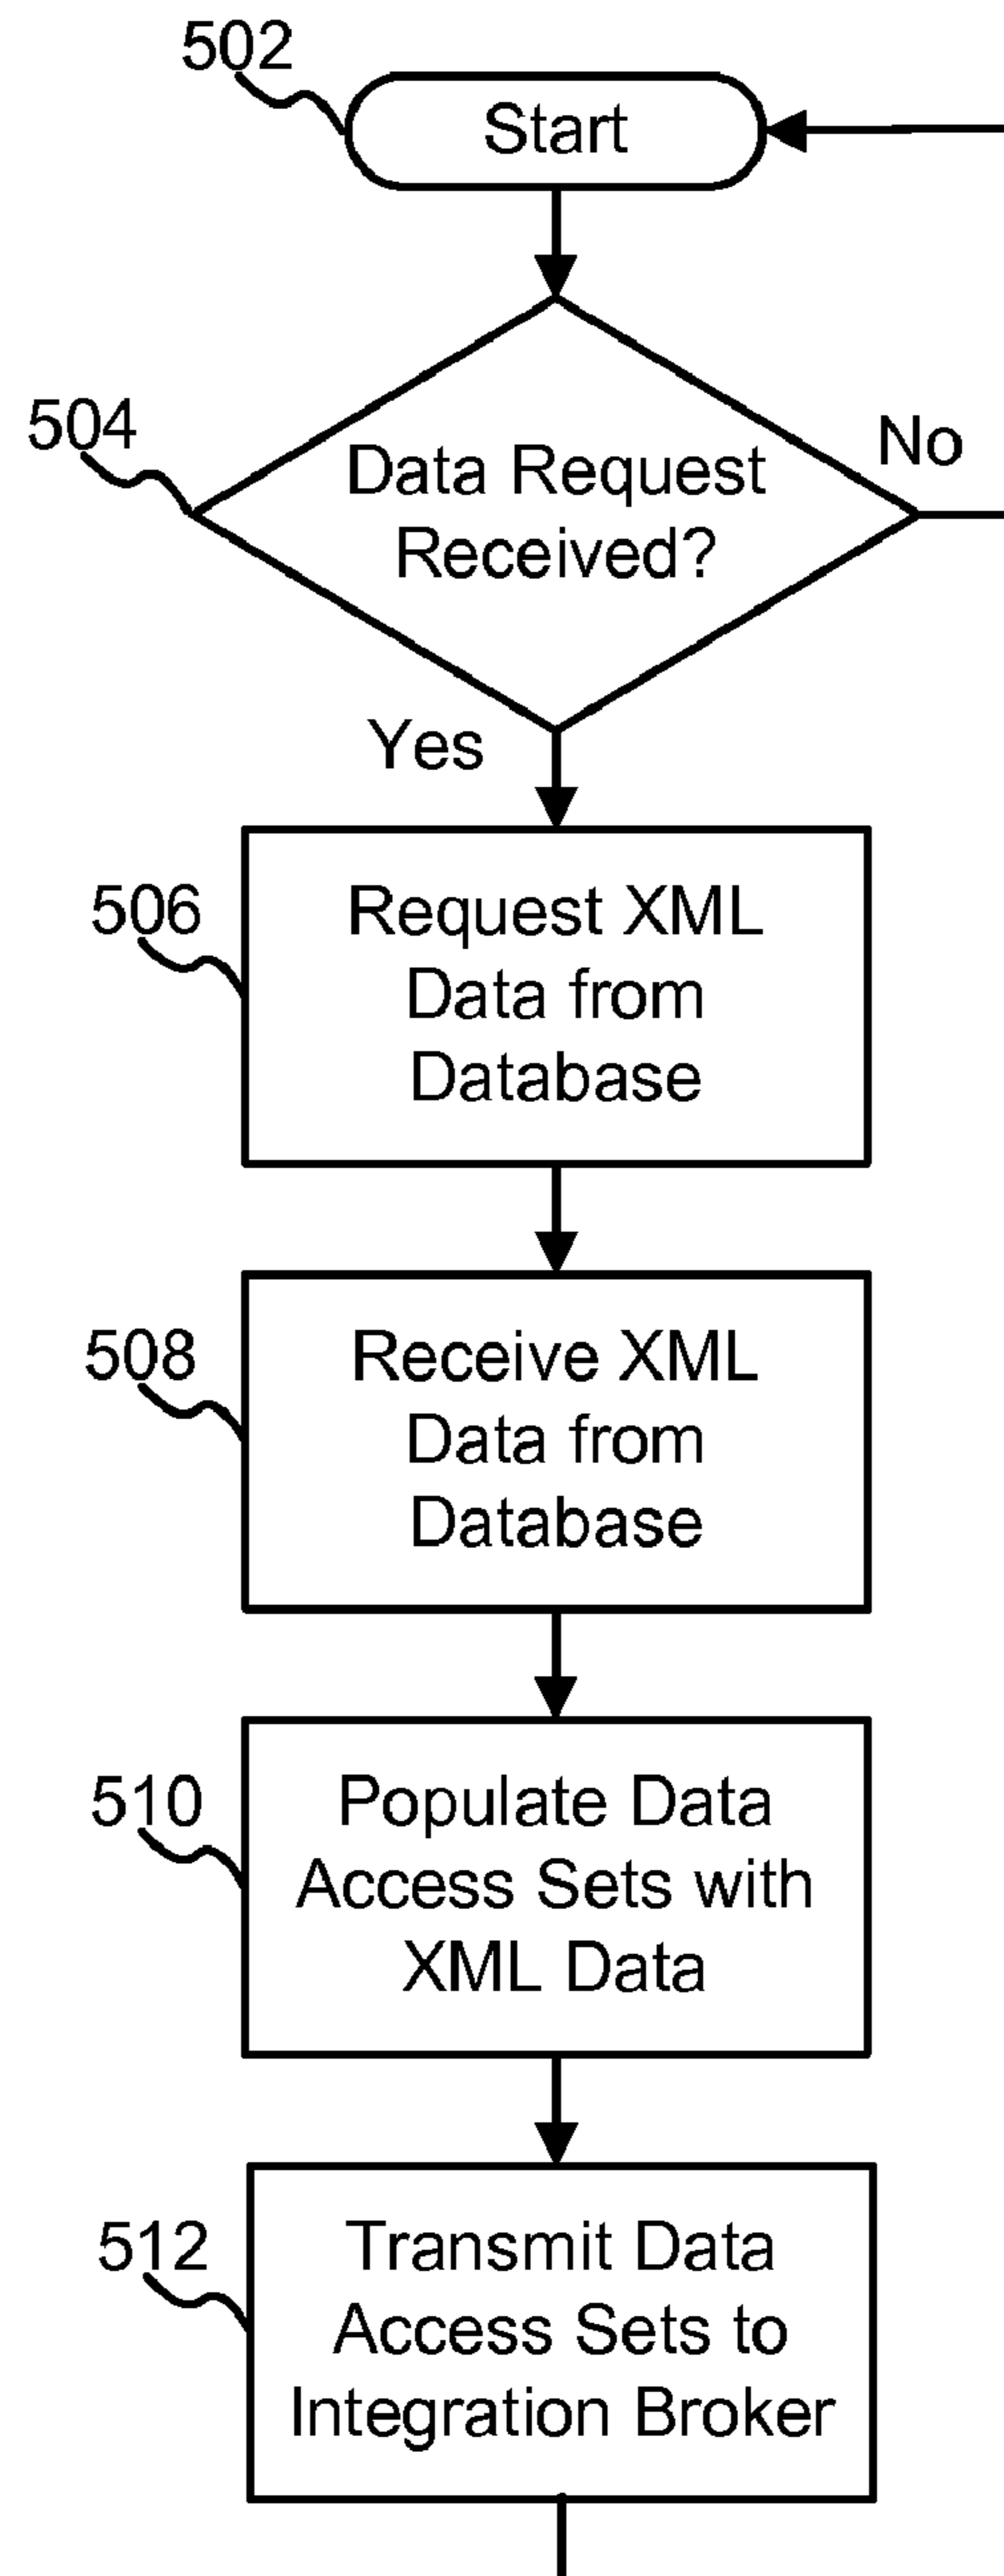 502
Start
504
Data Request
Received?
No
Yes
506
Request XML
Data from
Database
508
Receive XML
Data from
Database
510
Populate Data
Access Sets with
XML Data
512
Transmit Data
Access Sets to
Integration Broker